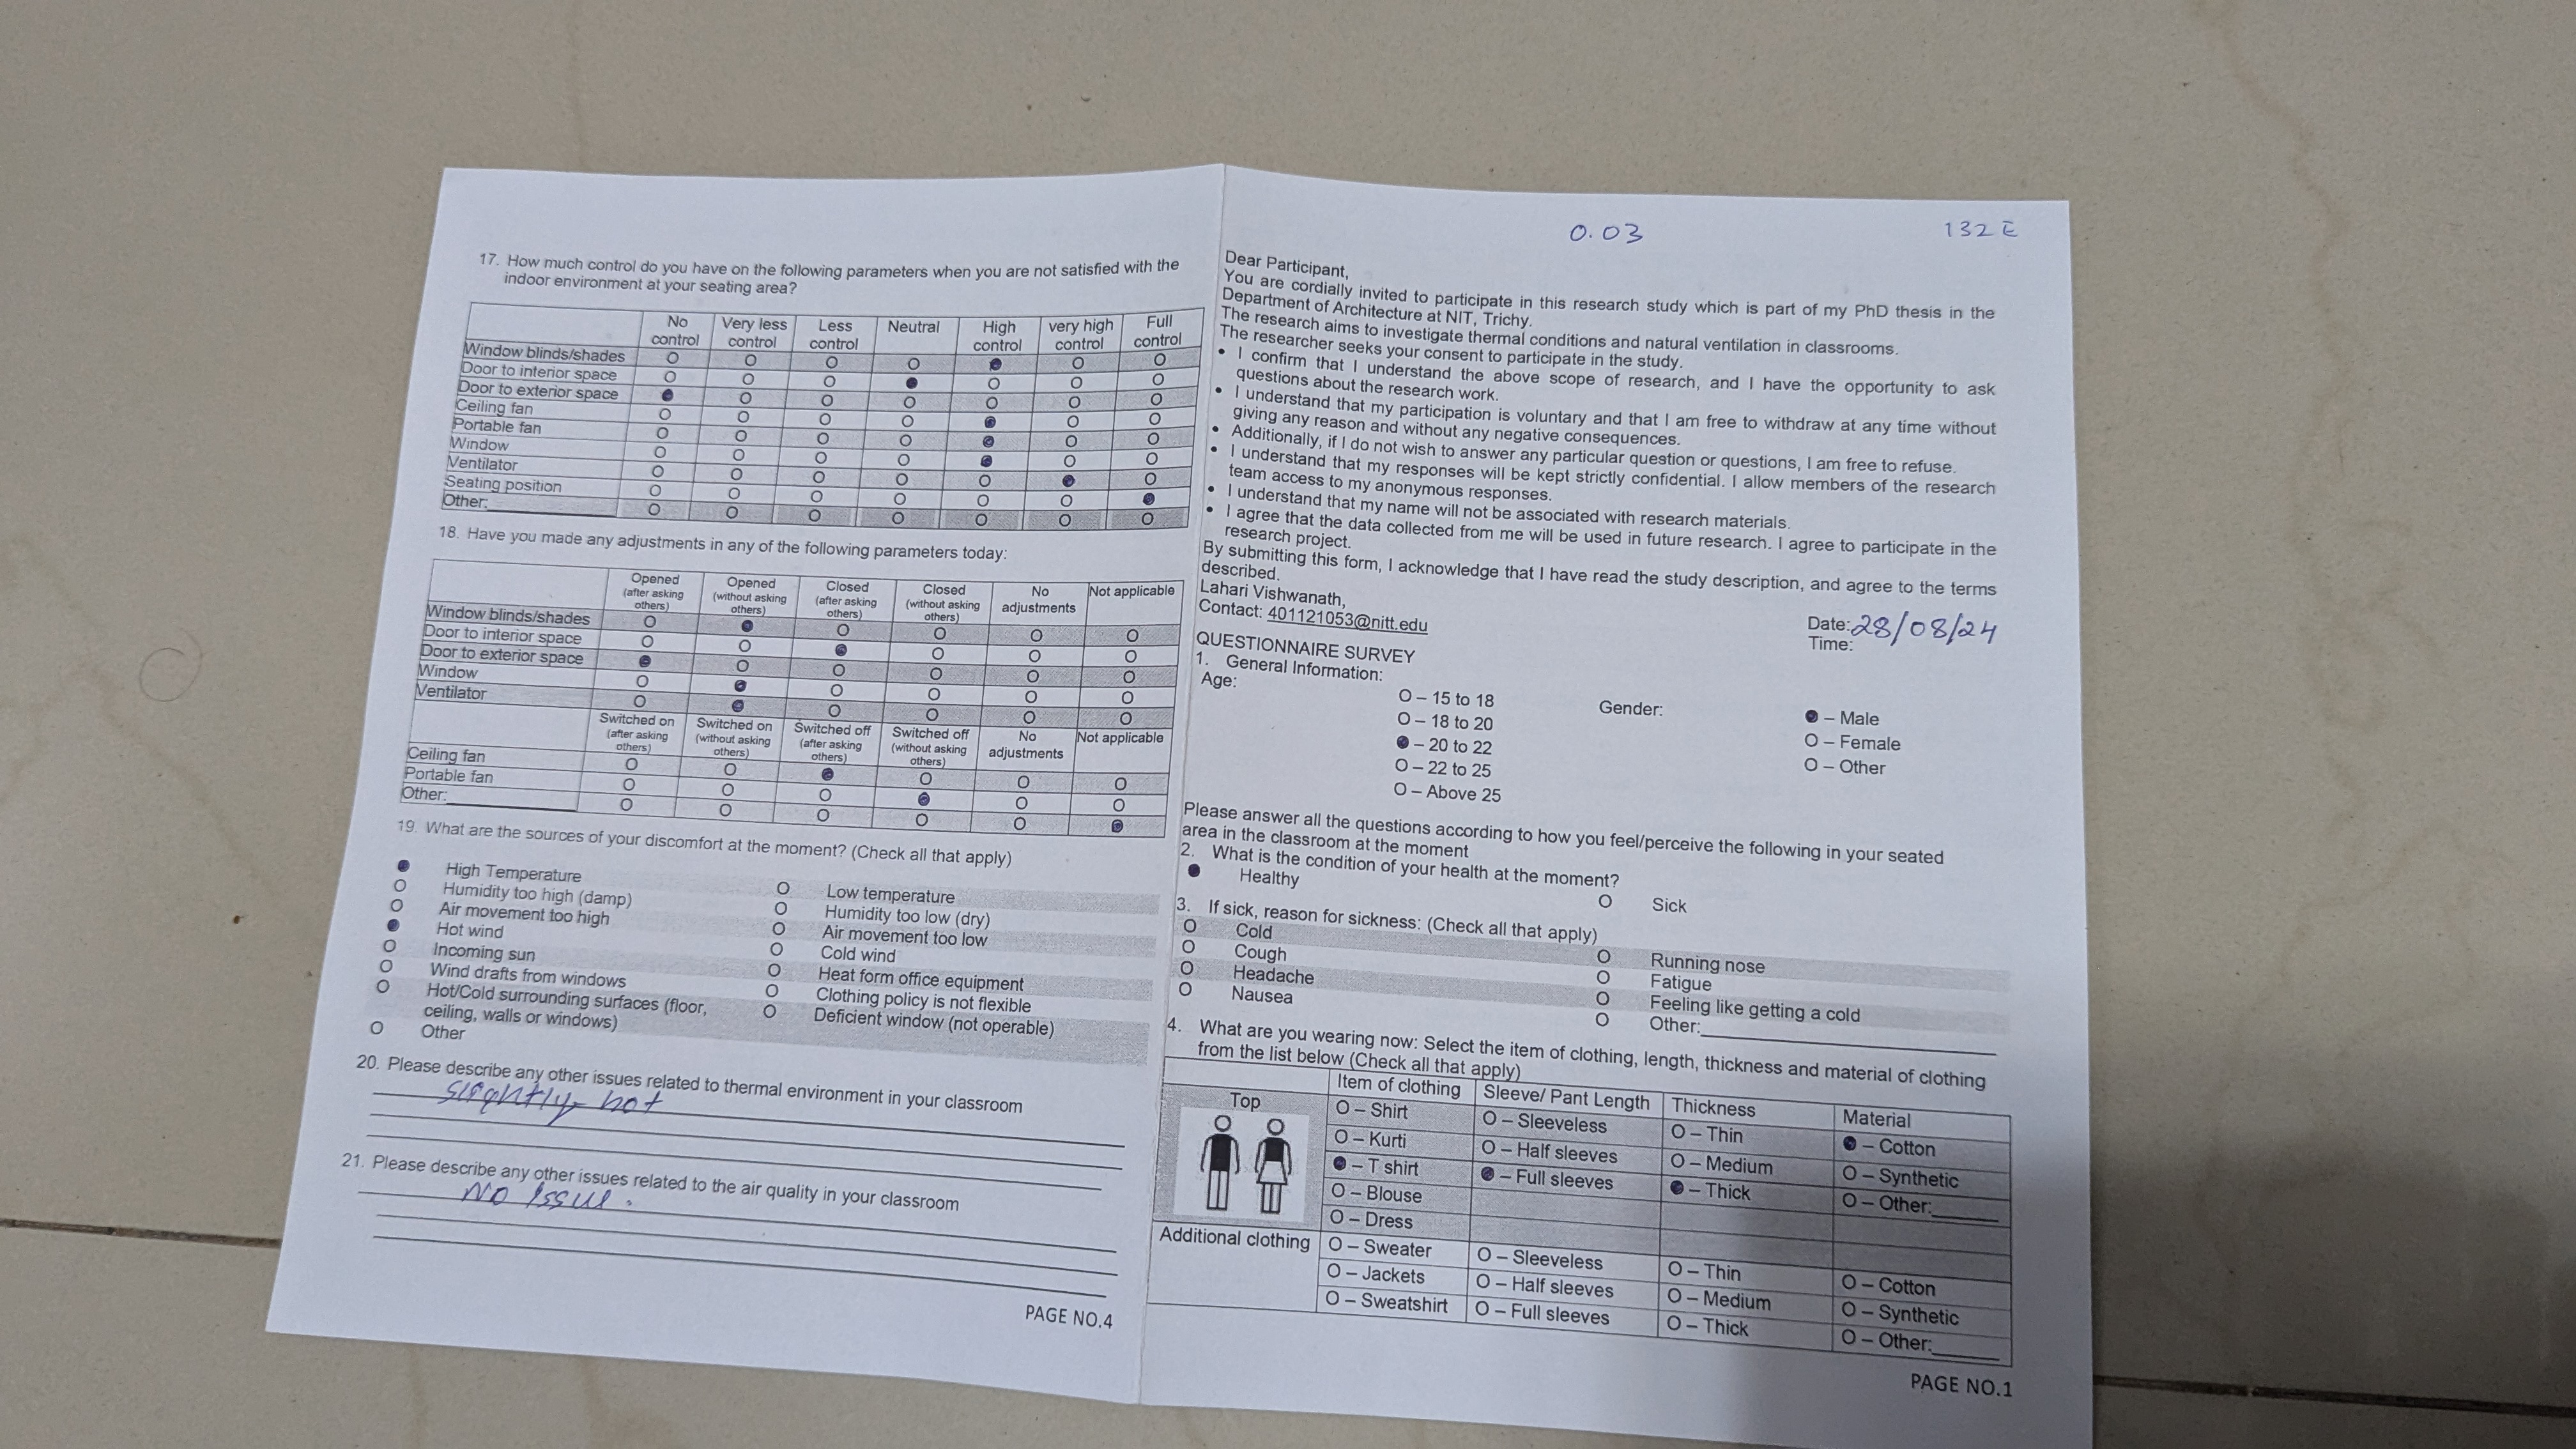 17. How much control do you have on the following parameters when you are not satisfied with the
indoor environment at your seating area?
No control Very less control Less control Neutral High control very high control Full control
Window blinds/shades O O O O ● O O
Door to interior space O O O ● O O O
Door to exterior space ● O O O O O O
Ceiling fan O O O O ● O O
Portable fan O O O O ● O O
Window O O O O ● O O
Ventilator O O O O O ● O
Seating position O O O O O O ●
Other: O O O O O O O
18. Have you made any adjustments in any of the following parameters today:
Opened (after asking others) Opened (without asking others) Closed (after asking others) Closed (without asking others) No adjustments Not applicable
Window blinds/shades O ● O O O O
Door to interior space O O ● O O O
Door to exterior space ● O O O O O
Window O ● O O O O
Ventilator O ● O O O O
Switched on (after asking others) Switched on (without asking others) Switched off (after asking others) Switched off (without asking others) No adjustments Not applicable
Ceiling fan O O ● O O O
Portable fan O O O ● O O
Other: O O O O O ●
19. What are the sources of your discomfort at the moment? (Check all that apply)
● High Temperature O Low temperature
O Humidity too high (damp) O Humidity too low (dry)
O Air movement too high O Air movement too low
● Hot wind O Cold wind
O Incoming sun O Heat form office equipment
O Wind drafts from windows O Clothing policy is not flexible
O Hot/Cold surrounding surfaces (floor, O Deficient window (not operable)
ceiling, walls or windows)
O Other
20. Please describe any other issues related to thermal environment in your classroom
slightly hot
21. Please describe any other issues related to the air quality in your classroom
No Issue.
PAGE NO.4
0.03 132 E
Dear Participant,
You are cordially invited to participate in this research study which is part of my PhD thesis in the
Department of Architecture at NIT, Trichy.
The research aims to investigate thermal conditions and natural ventilation in classrooms.
The researcher seeks your consent to participate in the study.
• I confirm that I understand the above scope of research, and I have the opportunity to ask
questions about the research work.
• I understand that my participation is voluntary and that I am free to withdraw at any time without
giving any reason and without any negative consequences.
• Additionally, if I do not wish to answer any particular question or questions, I am free to refuse.
• I understand that my responses will be kept strictly confidential. I allow members of the research
team access to my anonymous responses.
• I understand that my name will not be associated with research materials.
• I agree that the data collected from me will be used in future research. I agree to participate in the
research project.
By submitting this form, I acknowledge that I have read the study description, and agree to the terms
described.
Lahari Vishwanath,
Contact: 401121053@nitt.edu
Date: 28/08/24
Time:
QUESTIONNAIRE SURVEY
1. General Information:
Age: Gender:
O – 15 to 18 ● – Male
O – 18 to 20 O – Female
● – 20 to 22 O – Other
O – 22 to 25
O – Above 25
Please answer all the questions according to how you feel/perceive the following in your seated
area in the classroom at the moment
2. What is the condition of your health at the moment?
● Healthy O Sick
3. If sick, reason for sickness: (Check all that apply)
O Cold O Running nose
O Cough O Fatigue
O Headache O Feeling like getting a cold
O Nausea O Other:
4. What are you wearing now: Select the item of clothing, length, thickness and material of clothing
from the list below (Check all that apply)
Item of clothing Sleeve/ Pant Length Thickness Material
Top O – Shirt O – Sleeveless O – Thin ● – Cotton
O – Kurti O – Half sleeves O – Medium O – Synthetic
● – T shirt ● – Full sleeves ● – Thick O – Other:
O – Blouse
O – Dress
Additional clothing O – Sweater O – Sleeveless O – Thin O – Cotton
O – Jackets O – Half sleeves O – Medium O – Synthetic
O – Sweatshirt O – Full sleeves O – Thick O – Other:
PAGE NO.1